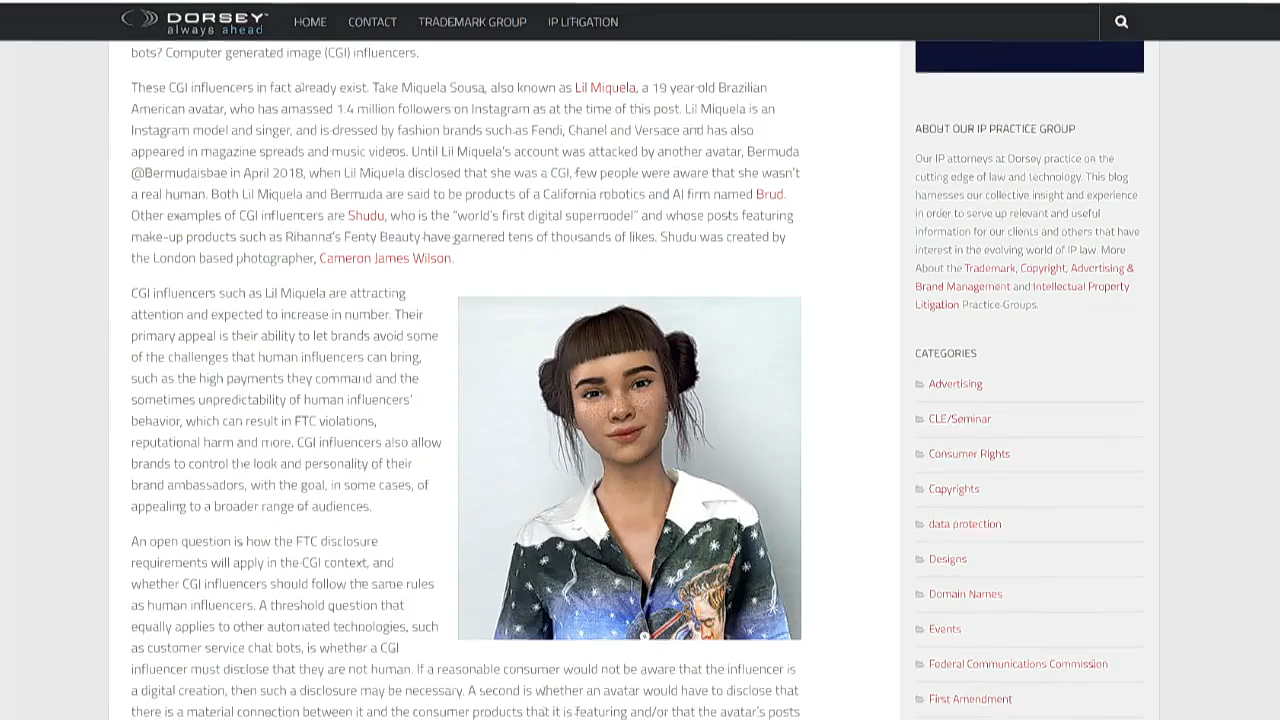 DORSEY™
always ahead
HOME CONTACT TRADEMARK GROUP IP LITIGATION
bots? Computer generated image (CGI) influencers.
These CGI influencers in fact already exist. Take Miquela Sousa, also known as Lil Miquela, a 19 year-old Brazilian
American avatar, who has amassed 1.4 million followers on Instagram as at the time of this post. Lil Miquela is an
Instagram model and singer, and is dressed by fashion brands such as Fendi, Chanel and Versace and has also
appeared in magazine spreads and music videos. Until Lil Miquela's account was attacked by another avatar, Bermuda
@Bermudaisbae in April 2018, when Lil Miquela disclosed that she was a CGI, few people were aware that she wasn't
a real human. Both Lil Miquela and Bermuda are said to be products of a California robotics and AI firm named Brud.
Other examples of CGI influencers are Shudu, who is the "world's first digital supermodel" and whose posts featuring
make-up products such as Rihanna's Fenty Beauty have garnered tens of thousands of likes. Shudu was created by
the London based photographer, Cameron James Wilson.
CGI influencers such as Lil Miquela are attracting
attention and expected to increase in number. Their
primary appeal is their ability to let brands avoid some
of the challenges that human influencers can bring,
such as the high payments they command and the
sometimes unpredictability of human influencers'
behavior, which can result in FTC violations,
reputational harm and more. CGI influencers also allow
brands to control the look and personality of their
brand ambassadors, with the goal, in some cases, of
appealing to a broader range of audiences.
An open question is how the FTC disclosure
requirements will apply in the CGI context, and
whether CGI influencers should follow the same rules
as human influencers. A threshold question that
equally applies to other automated technologies, such
as customer service chat bots, is whether a CGI
influencer must disclose that they are not human. If a reasonable consumer would not be aware that the influencer is
a digital creation, then such a disclosure may be necessary. A second is whether an avatar would have to disclose that
there is a material connection between it and the consumer products that it is featuring and/or that the avatar's posts
ABOUT OUR IP PRACTICE GROUP
Our IP attorneys at Dorsey practice on the
cutting edge of law and technology. This blog
harnesses our collective insight and experience
in order to serve up relevant and useful
information for our clients and others that have
interest in the evolving world of IP law. More
About the Trademark, Copyright, Advertising &
Brand Management and Intellectual Property
Litigation Practice Groups.
CATEGORIES
Advertising
CLE/Seminar
Consumer Rights
Copyrights
data protection
Designs
Domain Names
Events
Federal Communications Commission
First Amendment